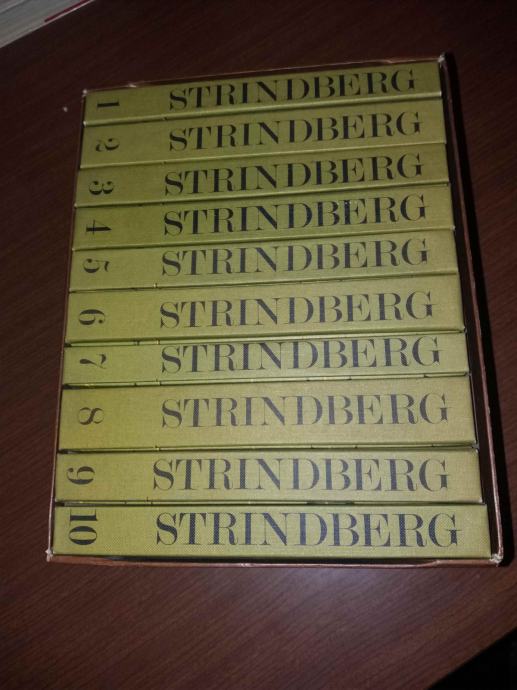 1 STRINDBERG
2 STRINDBERG
3 STRINDBERG
4 STRINDBERG
5 STRINDBERG
6 STRINDBERG
7 STRINDBERG
8 STRINDBERG
9 STRINDBERG
10 STRINDBERG